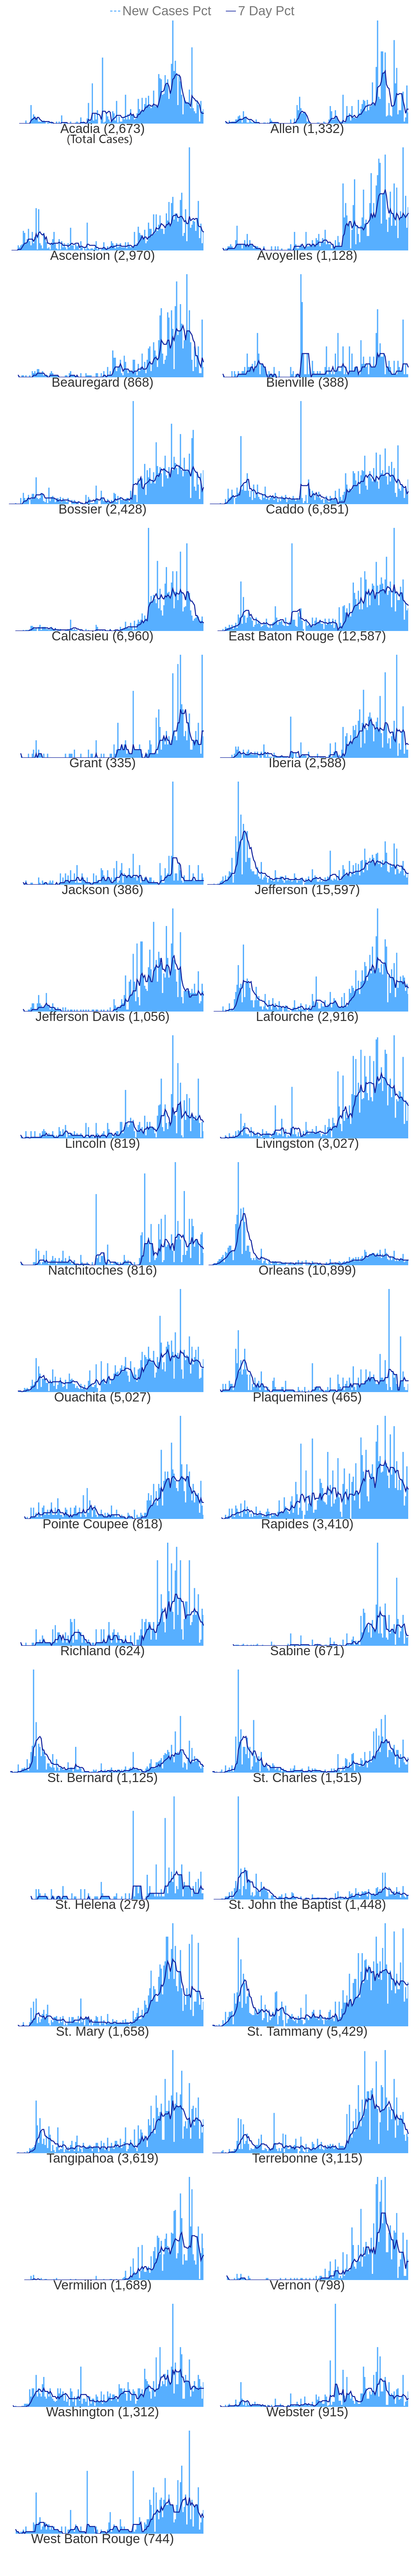 New Cases Pct 7 Day Pct
Acadia (2,673) Allen (1,332)
(Total Cases)
Ascension (2,970) Avoyelles (1,128)
Beauregard (868) Bienville (388)
Bossier (2,428) Caddo (6,851)
Calcasieu (6,960) East Baton Rouge (12,587)
Grant (335) Iberia (2,588)
Jackson (386) Jefferson (15,597)
Jefferson Davis (1,056) Lafourche (2,916)
Lincoln (819) Livingston (3,027)
Natchitoches (816) Orleans (10,899)
Ouachita (5,027) Plaquemines (465)
Pointe Coupee (818) Rapides (3,410)
Richland (624) Sabine (671)
St. Bernard (1,125) St. Charles (1,515)
St. Helena (279) St. John the Baptist (1,448)
St. Mary (1,658) St. Tammany (5,429)
Tangipahoa (3,619) Terrebonne (3,115)
Vermilion (1,689) Vernon (798)
Washington (1,312) Webster (915)
West Baton Rouge (744)